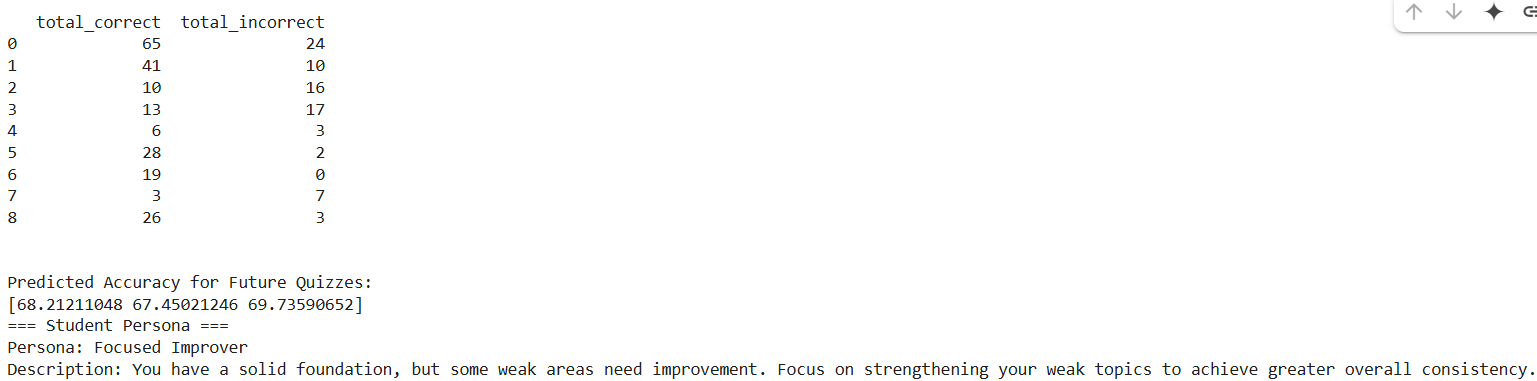 total_correct total_incorrect
0 65 24
1 41 10
2 10 16
3 13 17
4 6 3
5 28 2
6 19 0
7 3 7
8 26 3
Predicted Accuracy for Future Quizzes:
[68.21211048 67.45021246 69.73590652]
=== Student Persona ===
Persona: Focused Improver
Description: You have a solid foundation, but some weak areas need improvement. Focus on strengthening your weak topics to achieve greater overall consistency.